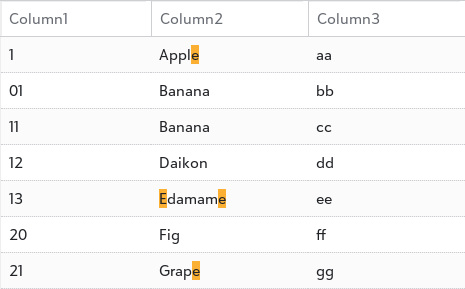 Column1 Column2 Column3
1 Apple aa
01 Banana bb
11 Banana cc
12 Daikon dd
13 Edamame ee
20 Fig ff
21 Grape gg